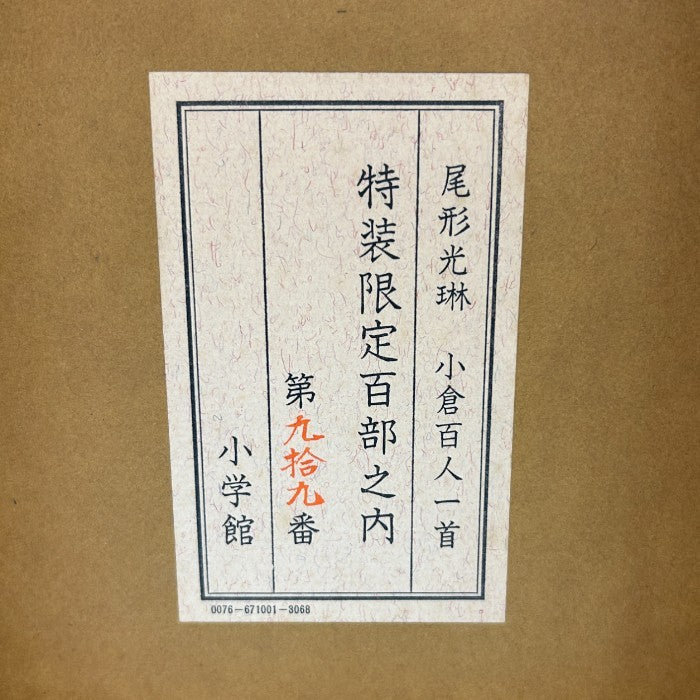 尾形光琳　小倉百人一首
特装限定百部之内
第九拾九番
小学館
0076-671001-3068